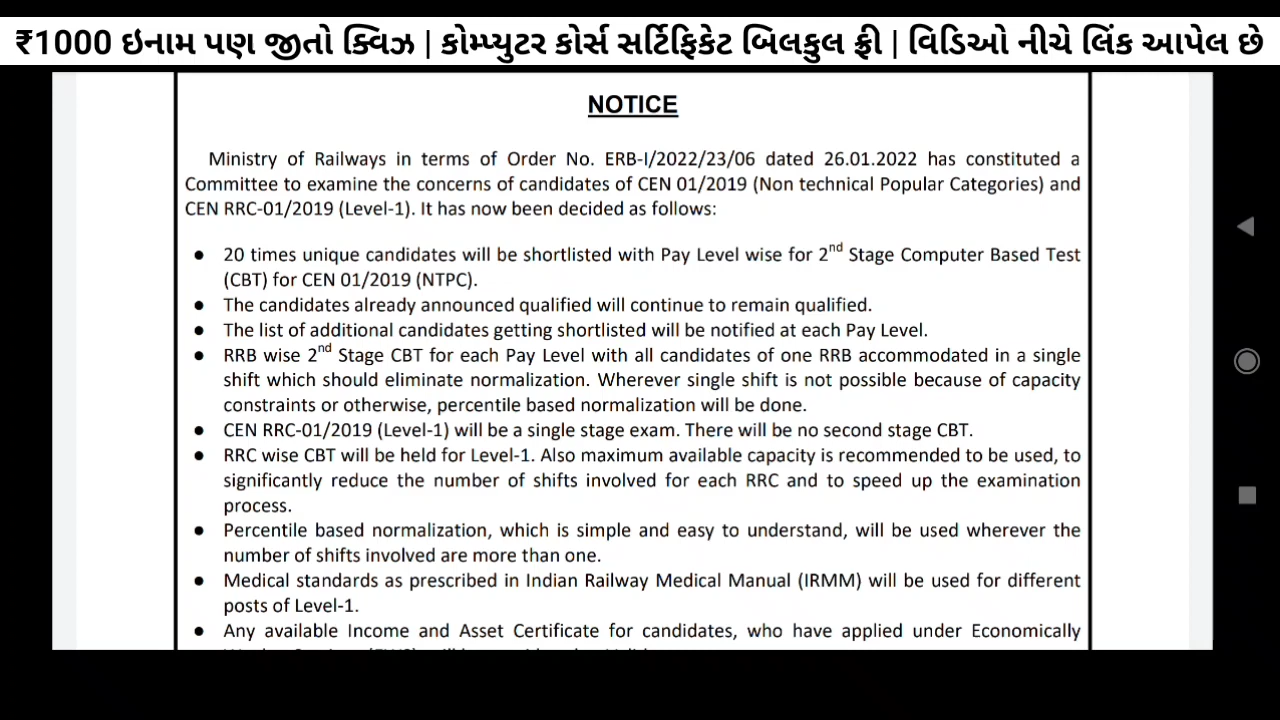 ₹1000 ઇનામ પણ જીતો ક્વિઝ | કોમ્પ્યુટર કોર્સ સર્ટિફિકેટ બિલકુલ ફ્રી | વિડિઓ નીચે લિંક આપેલ છે
NOTICE
Ministry of Railways in terms of Order No. ERB-I/2022/23/06 dated 26.01.2022 has constituted a
Committee to examine the concerns of candidates of CEN 01/2019 (Non technical Popular Categories) and
CEN RRC-01/2019 (Level-1). It has now been decided as follows:
● 20 times unique candidates will be shortlisted with Pay Level wise for 2nd Stage Computer Based Test
(CBT) for CEN 01/2019 (NTPC).
● The candidates already announced qualified will continue to remain qualified.
● The list of additional candidates getting shortlisted will be notified at each Pay Level.
● RRB wise 2nd Stage CBT for each Pay Level with all candidates of one RRB accommodated in a single
shift which should eliminate normalization. Wherever single shift is not possible because of capacity
constraints or otherwise, percentile based normalization will be done.
● CEN RRC-01/2019 (Level-1) will be a single stage exam. There will be no second stage CBT.
● RRC wise CBT will be held for Level-1. Also maximum available capacity is recommended to be used, to
significantly reduce the number of shifts involved for each RRC and to speed up the examination
process.
● Percentile based normalization, which is simple and easy to understand, will be used wherever the
number of shifts involved are more than one.
● Medical standards as prescribed in Indian Railway Medical Manual (IRMM) will be used for different
posts of Level-1.
● Any available Income and Asset Certificate for candidates, who have applied under Economically